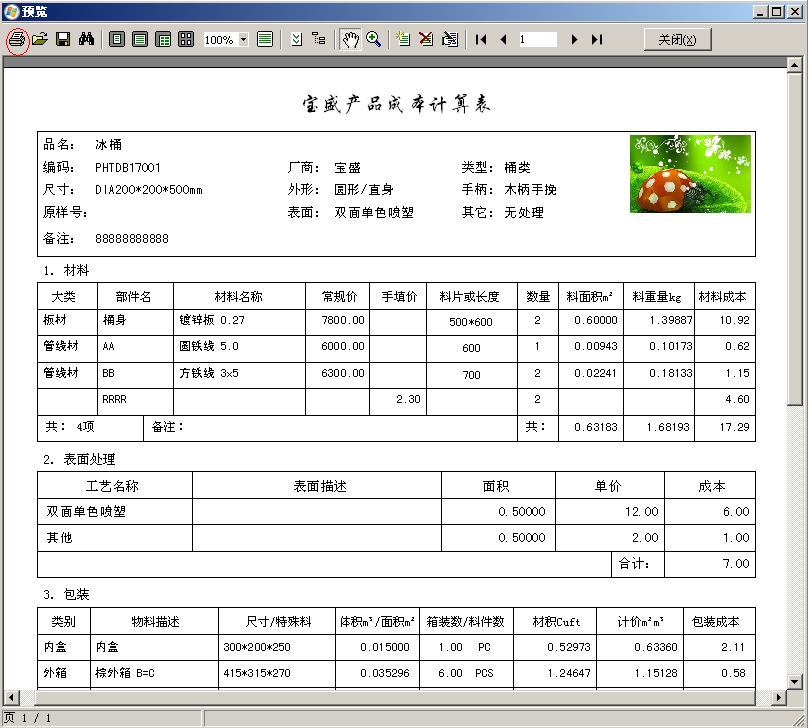 预览
100%
1
关闭(X)
宝盛产品成本计算表
品名： 冰桶
编码： PHTDB17001 厂商： 宝盛 类型： 桶类
尺寸： DIA200*200*500mm 外形： 圆形/直身 手柄： 木柄手挽
原样号： 表面： 双面单色喷塑 其它： 无处理
备注： 88888888888
1. 材料
大类 部件名 材料名称 常规价 手填价 料片或长度 数量 料面积m² 料重量kg 材料成本
板材 桶身 镀锌板 0.27 7800.00 500*600 2 0.60000 1.39887 10.92
管线材 AA 圆铁线 5.0 6000.00 600 1 0.00943 0.10173 0.62
管线材 BB 方铁线 3×5 6300.00 700 2 0.02241 0.18133 1.15
RRRR 2.30 2 4.60
共： 4项 备注： 共： 0.63183 1.68193 17.29
2. 表面处理
工艺名称 表面描述 面积 单价 成本
双面单色喷塑 0.50000 12.00 6.00
其他 0.50000 2.00 1.00
合计： 7.00
3. 包装
类别 物料描述 尺寸/特殊料 体积m³/面积m² 箱装数/料件数 材积Cuft 计价m²m³ 包装成本
内盒 内盒 300*200*250 0.015000 1.00 PC 0.52973 0.63360 2.11
外箱 棕外箱 B=C 415*315*270 0.035296 6.00 PCS 1.24647 1.15128 0.58
页 1 / 1